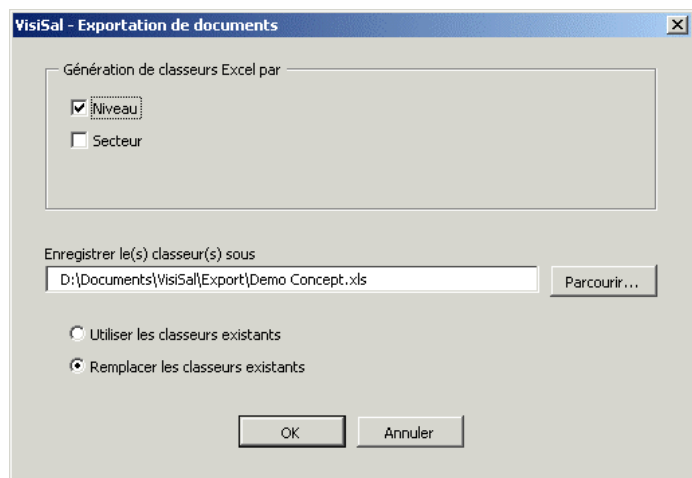 VisiSal - Exportation de documents
Génération de classeurs Excel par
Niveau
Secteur
Enregistrer le(s) classeur(s) sous
D:\Documents\VisiSal\Export\Demo Concept.xls
Parcourir...
Utiliser les classeurs existants
Remplacer les classeurs existants
OK
Annuler